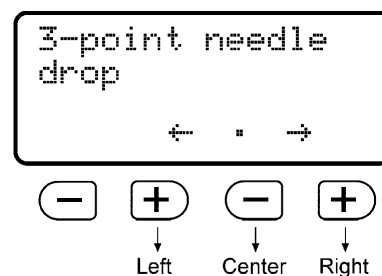 3-point needle
drop
← ▪ →
− + − +
Left Center Right